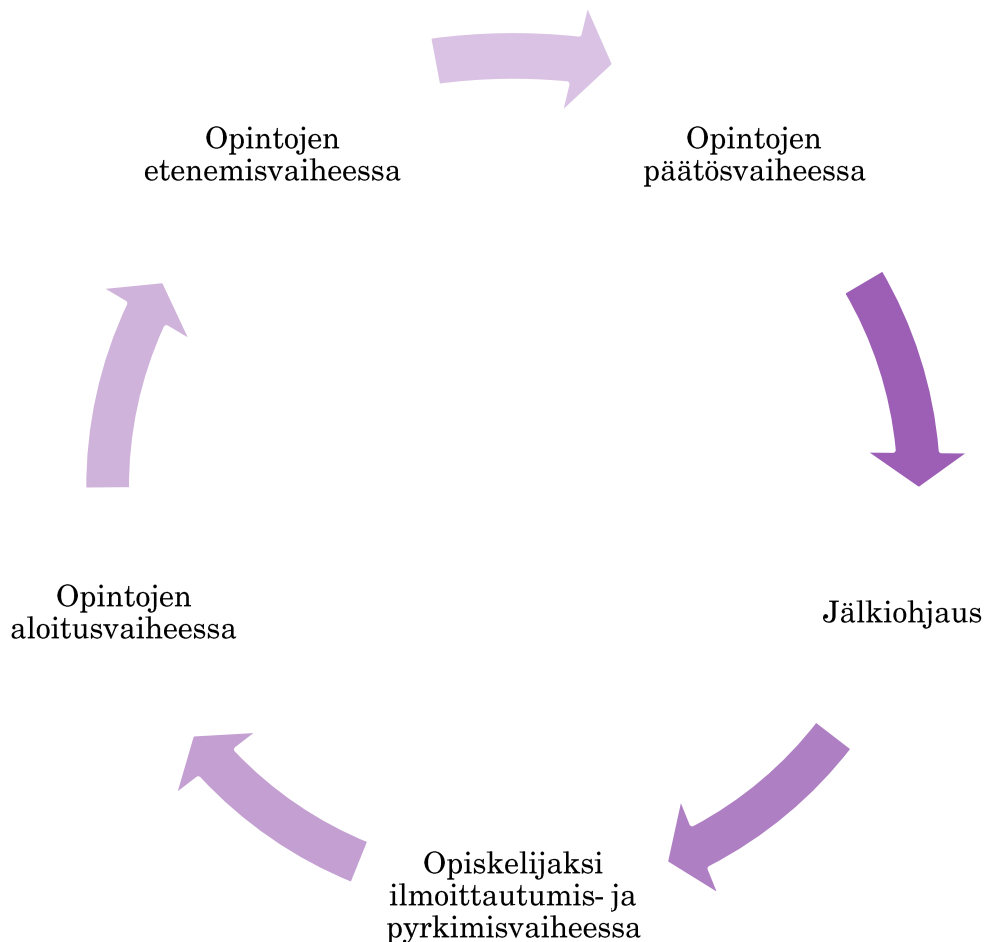 Opintojen
etenemisvaiheessa
Opintojen
päätösvaiheessa
Jälkiohjaus
Opiskelijaksi
ilmoittautumis- ja
pyrkimisvaiheessa
Opintojen
aloitusvaiheessa